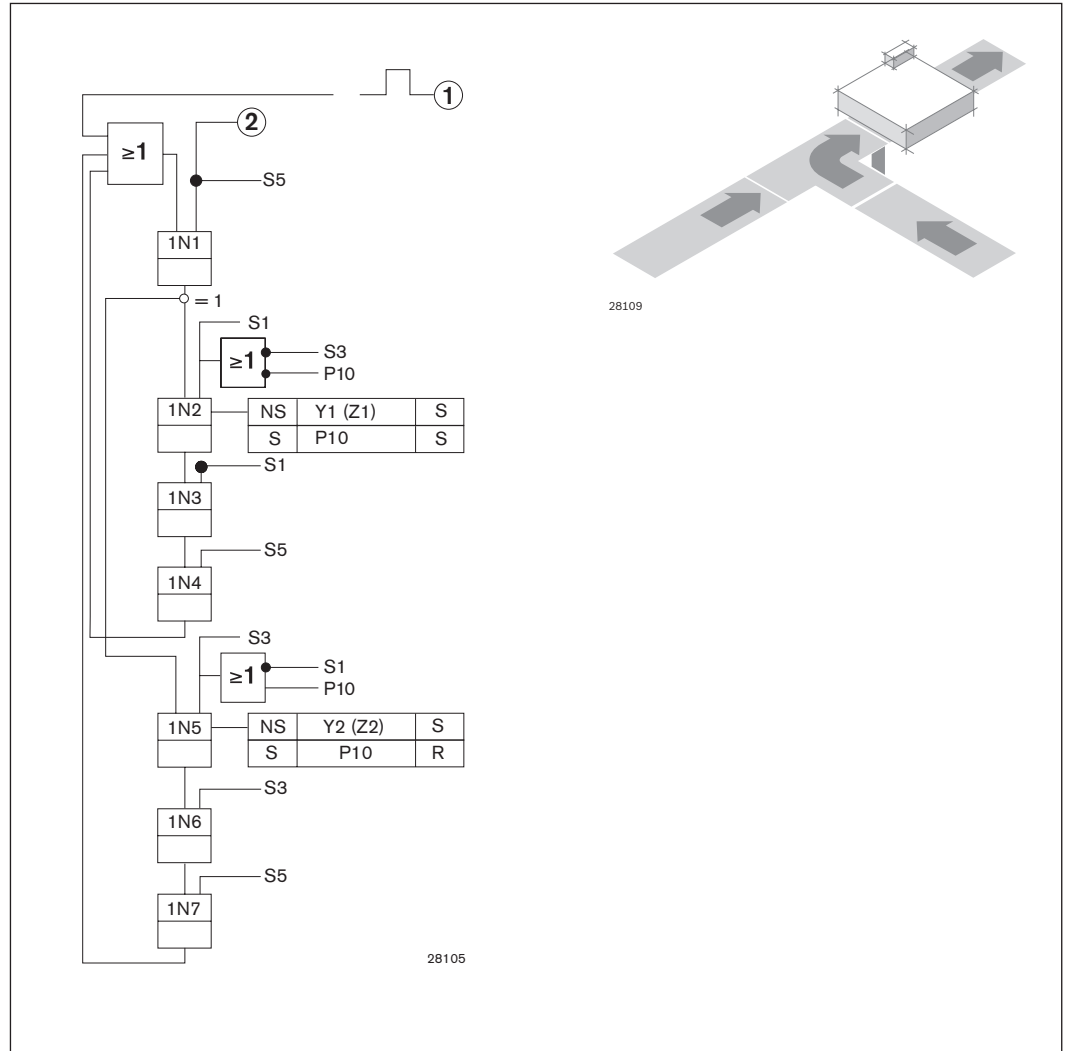 1
2
≥1
S5
1N1
= 1
28109
S1
≥1
S3
P10
1N2
NS Y1 (Z1) S
S P10 S
S1
1N3
S5
1N4
S3
≥1
S1
P10
1N5
NS Y2 (Z2) S
S P10 R
S3
1N6
S5
1N7
28105